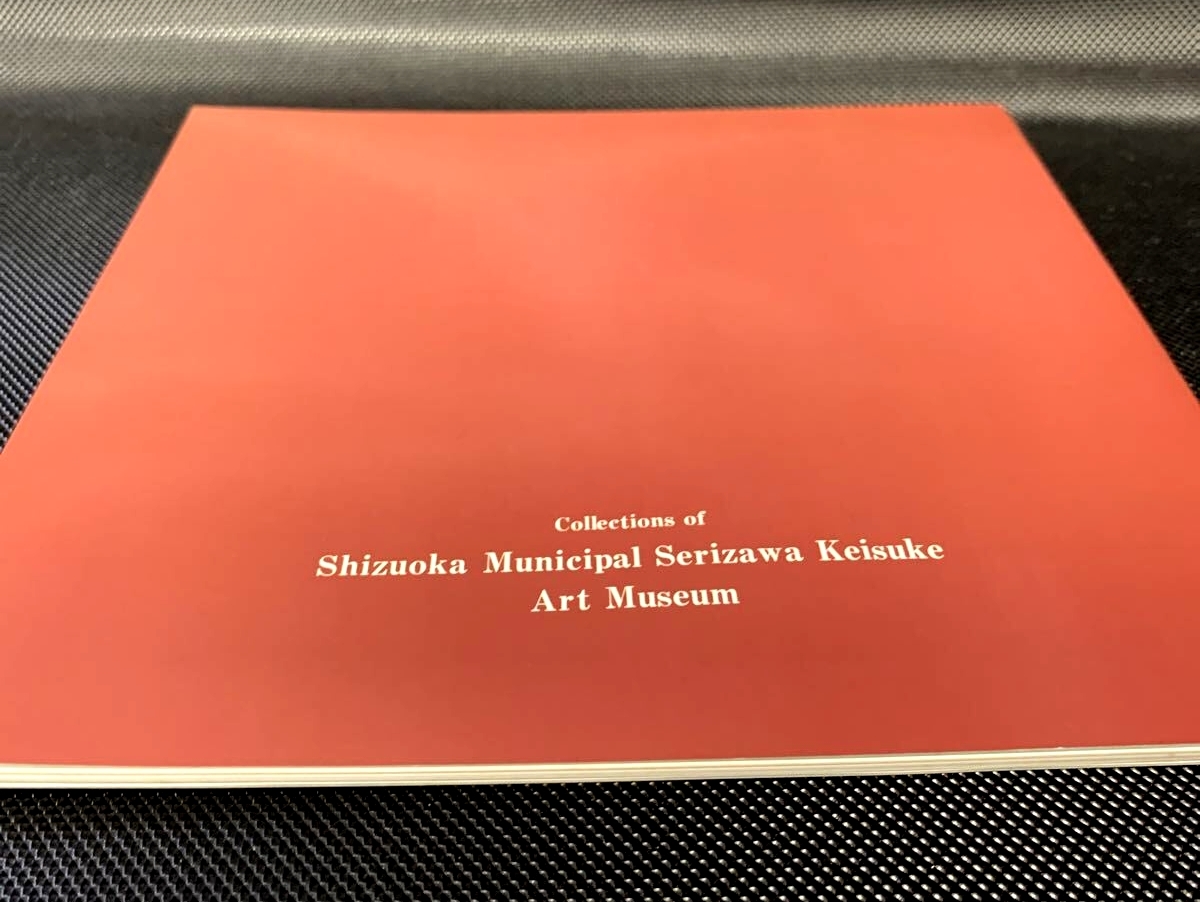 Collections of
Shizuoka Municipal Serizawa Keisuke
Art Museum